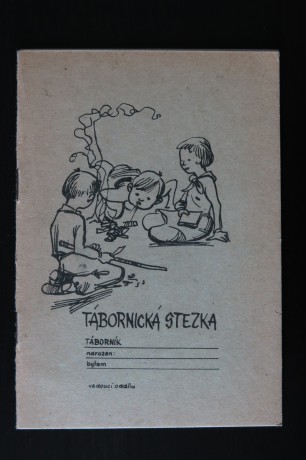 TÁBORNICKÁ STEZKA
TÁBORNÍK
narozen:
bytem
vedoucí oddílu